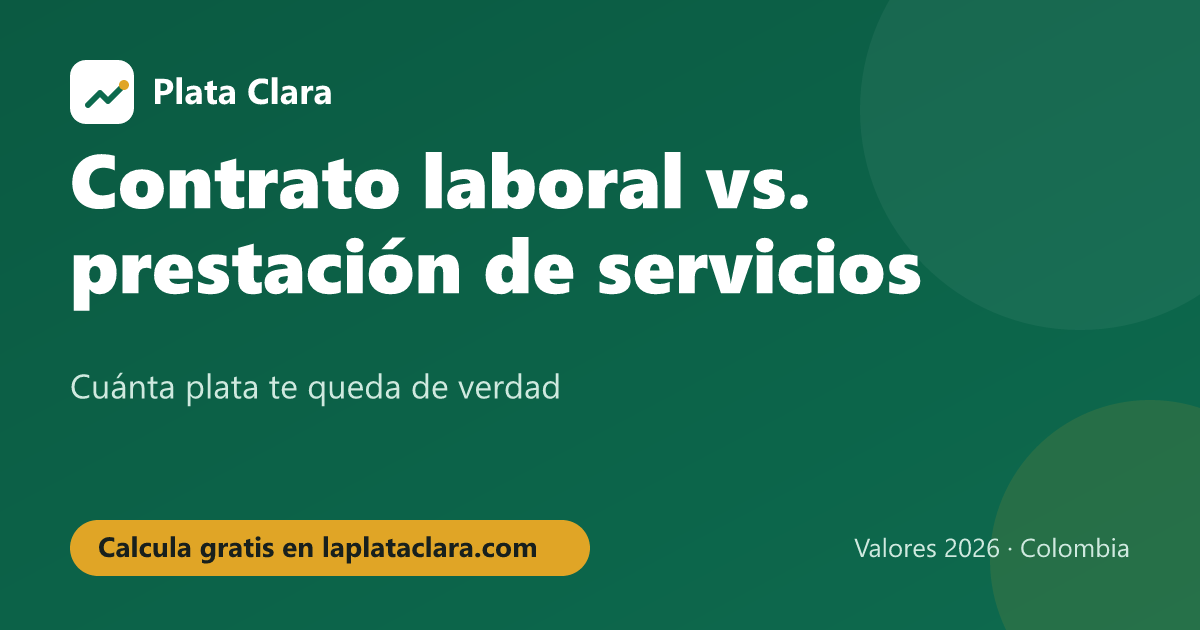 Plata Clara
Contrato laboral vs.
prestación de servicios
Cuánta plata te queda de verdad
Calcula gratis en laplataclara.com
Valores 2026 · Colombia